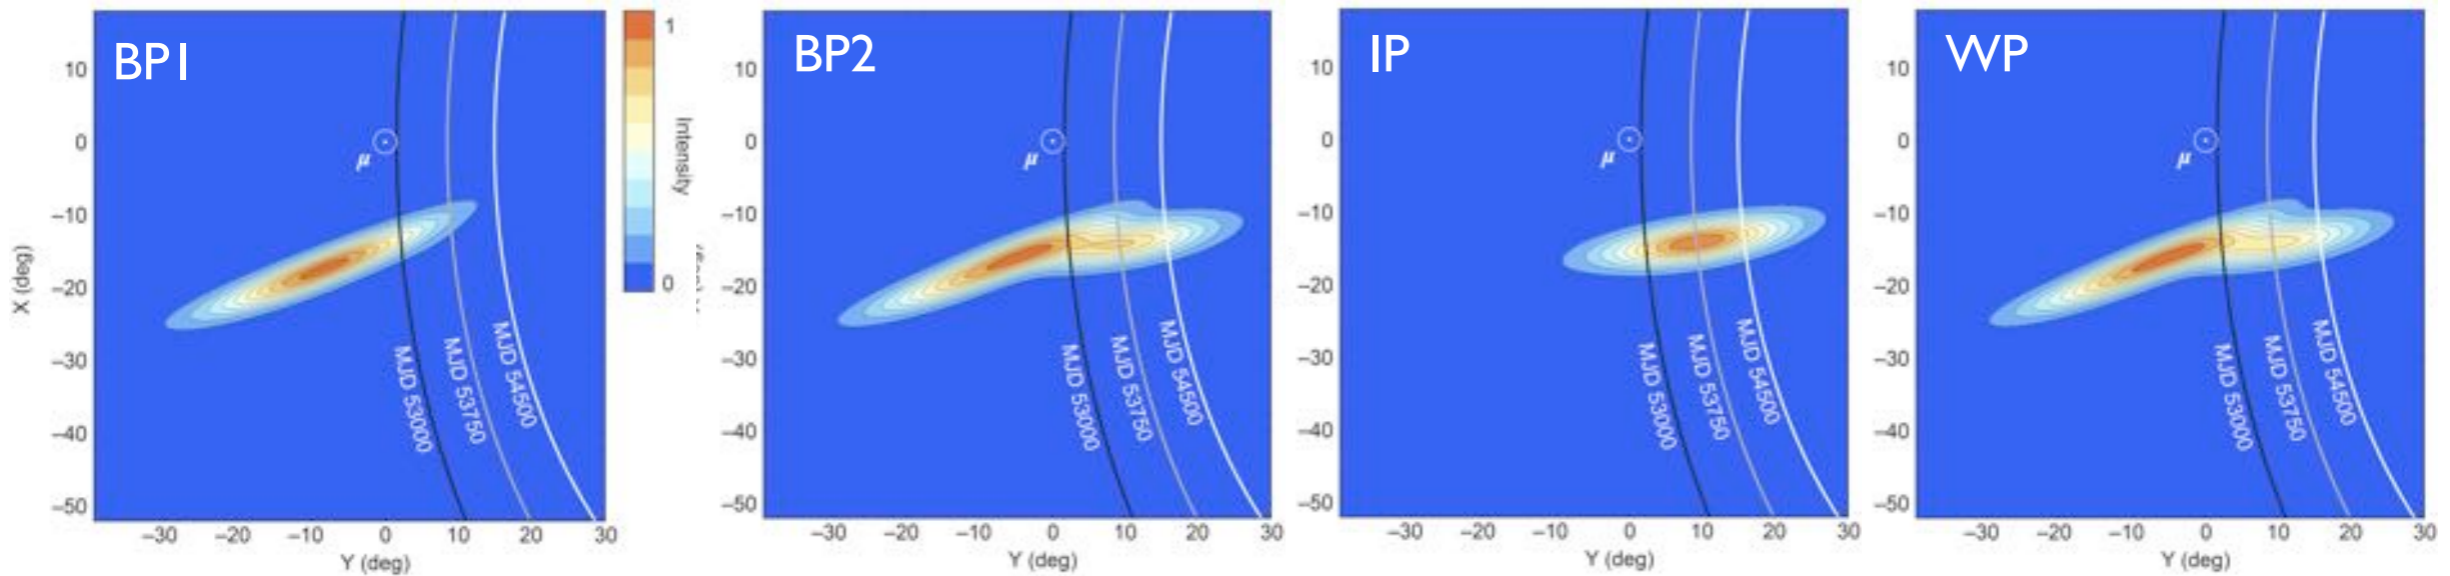 BP1
10
0
–10
–20
–30
–40
–50
X (deg)
–30 –20 –10 0 10 20 30
Y (deg)
μ
MJD 53000
MJD 53750
MJD 54500
1
0
Intensity
BP2
10
0
–10
–20
–30
–40
–50
–30 –20 –10 0 10 20 30
Y (deg)
μ
MJD 53000
MJD 53750
MJD 54500
IP
10
0
–10
–20
–30
–40
–50
–30 –20 –10 0 10 20 30
Y (deg)
μ
MJD 53000
MJD 53750
MJD 54500
WP
10
0
–10
–20
–30
–40
–50
–30 –20 –10 0 10 20 30
Y (deg)
μ
MJD 53000
MJD 53750
MJD 54500